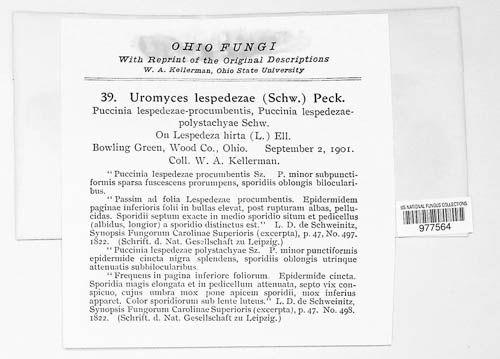 OHIO FUNGI
With Reprint of the Original Descriptions
W. A. Kellerman, Ohio State University
39. Uromyces lespedezae (Schw.) Peck.
Puccinia lespedezae-procumbentis, Puccinia lespedezae-
polystachyae Schw.
On Lespedeza hirta (L.) Ell.
Bowling Green, Wood Co., Ohio. September 2, 1901.
Coll. W. A. Kellerman.
"Puccinia lespedezae procumbentis Sz. P. minor subpuncti-
formis sparsa fuscescens prorumpens, sporidiis oblongis biloculari-
bus.
"Passim ad folia Lespedezae procumbentis. Epidermidem
paginae inferioris folii in bullas elevat, post rupturam albas, pellu-
cidas. Sporidii septum exacte in medio sporidio situm et pedicellus
(albidus, longior) a sporidio distinctus est." L. D. de Schweinitz,
Synopsis Fungorum Carolinae Superioris (excerpta), p. 47, No. 497.
1822. (Schrift. d. Nat. Gesellschaft zu Leipzig.)
"Puccinia lespedezae polystachyae Sz. P. minor punctiformis
epidermide cincta nigra splendens, sporidiis oblongis utrinque
attenuatis subbilocularibus.
"Frequens in pagina inferiore foliorum. Epidermide cincta.
Sporidia magis elongata et in pedicellum attenuata, septo vix con-
spicuo, cujus umbra mox pone apicem sporidii, mox inferius
apparet. Color sporidiorum sub lente luteus." L. D. de Schweinitz,
Synopsis Fungorum Carolinae Superioris (excerpta), p. 47. No. 498.
1822. (Schrift. d. Nat. Gesellschaft zu Leipzig.)
US NATIONAL FUNGUS COLLECTIONS
977564